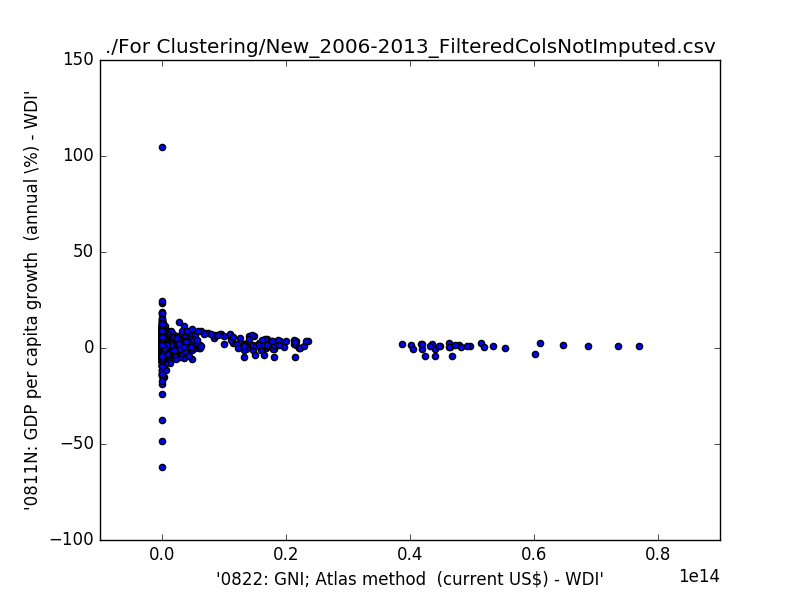 ./For Clustering/New_2006-2013_FilteredColsNotImputed.csv
150
100
50
0
−50
−100
'0811N: GDP per capita growth  (annual \%) - WDI'
0.0 0.2 0.4 0.6 0.8
1e14
'0822: GNI; Atlas method  (current US$) - WDI'